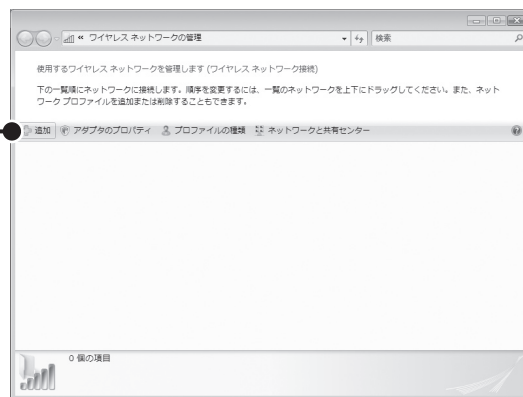 « ワイヤレス ネットワークの管理
検索
使用するワイヤレス ネットワークを管理します (ワイヤレス ネットワーク接続)
下の一覧順にネットワークに接続します。順序を変更するには、一覧のネットワークを上下にドラッグしてください。また、ネット
ワーク プロファイルを追加または削除することもできます。
追加 アダプタのプロパティ プロファイルの種類 ネットワークと共有センター
0 個の項目